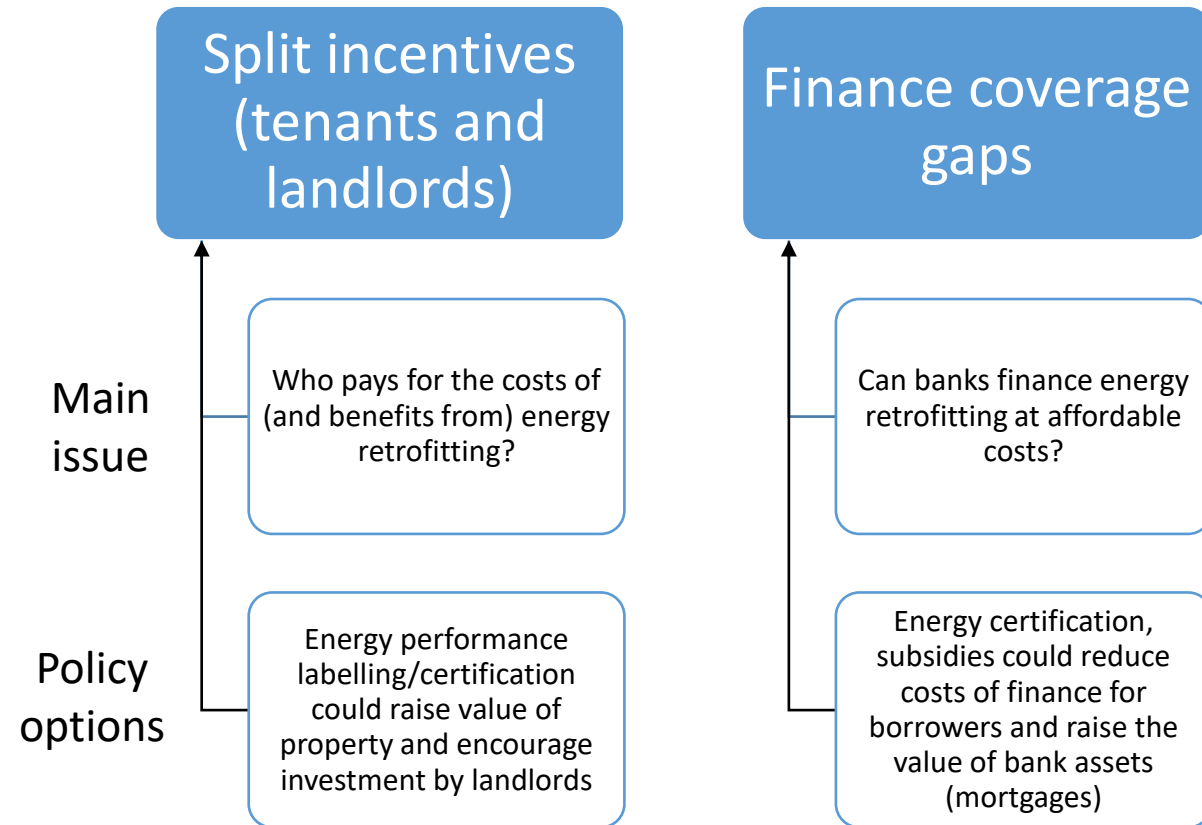 Split incentives
(tenants and
landlords)
Finance coverage
gaps
Main
issue
Who pays for the costs of
(and benefits from) energy
retrofitting?
Can banks finance energy
retrofitting at affordable
costs?
Policy
options
Energy performance
labelling/certification
could raise value of
property and encourage
investment by landlords
Energy certification,
subsidies could reduce
costs of finance for
borrowers and raise the
value of bank assets
(mortgages)